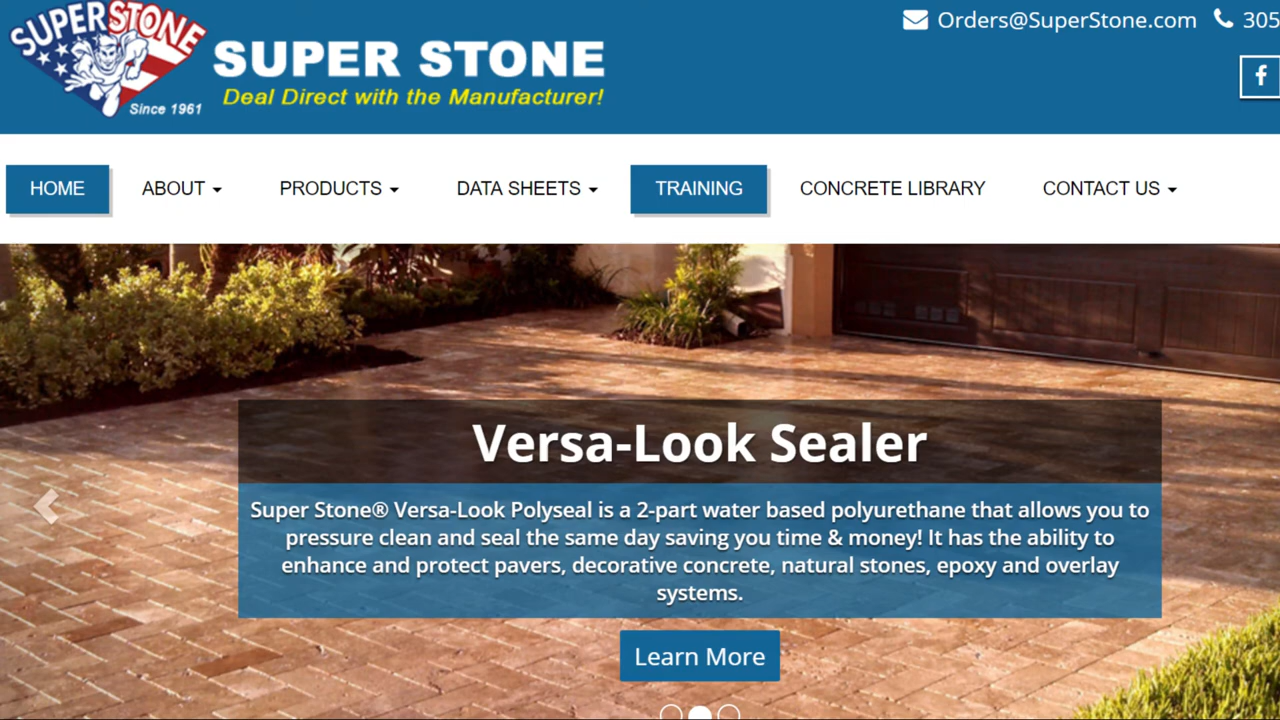 SUPERSTONE
Since 1961
SUPER STONE
Deal Direct with the Manufacturer!
Orders@SuperStone.com 305
f
HOME ABOUT PRODUCTS DATA SHEETS TRAINING CONCRETE LIBRARY CONTACT US
Versa-Look Sealer
Super Stone® Versa-Look Polyseal is a 2-part water based polyurethane that allows you to
pressure clean and seal the same day saving you time & money! It has the ability to
enhance and protect pavers, decorative concrete, natural stones, epoxy and overlay
systems.
Learn More